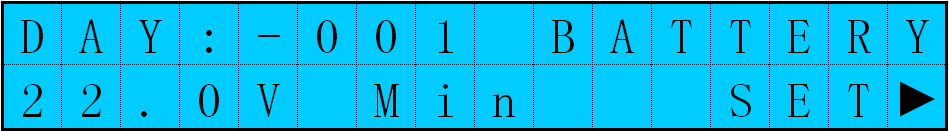 DAY:-001 BATTERY
22.0V Min   SET▶